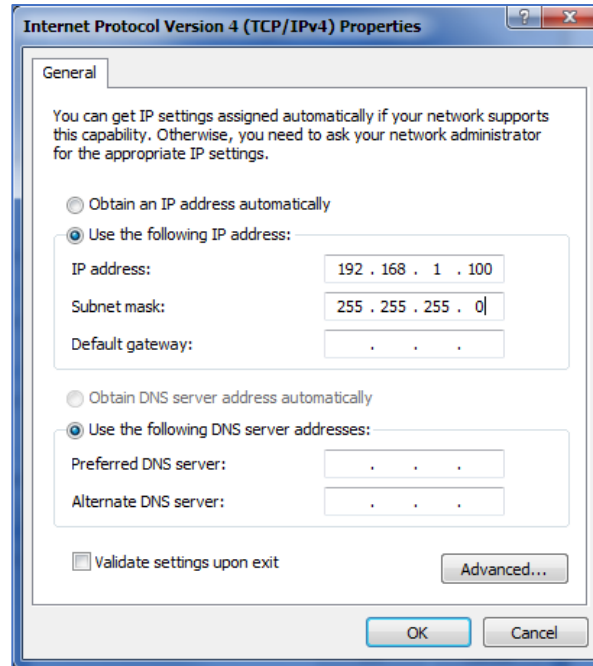 Internet Protocol Version 4 (TCP/IPv4) Properties
?
General
You can get IP settings assigned automatically if your network supports
this capability. Otherwise, you need to ask your network administrator
for the appropriate IP settings.
Obtain an IP address automatically
Use the following IP address:
IP address: 192 . 168 . 1 . 100
Subnet mask: 255 . 255 . 255 . 0
Default gateway: . . .
Obtain DNS server address automatically
Use the following DNS server addresses:
Preferred DNS server: . . .
Alternate DNS server: . . .
Validate settings upon exit
Advanced...
OK Cancel